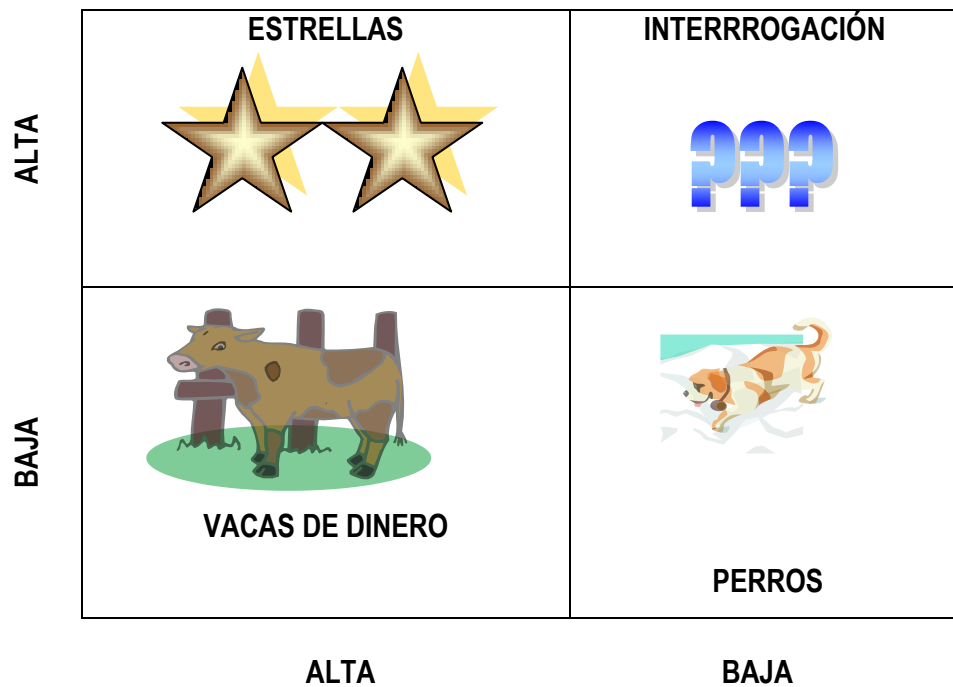 ESTRELLAS
INTERRROGACIÓN
ALTA
???
BAJA
VACAS DE DINERO
PERROS
ALTA
BAJA